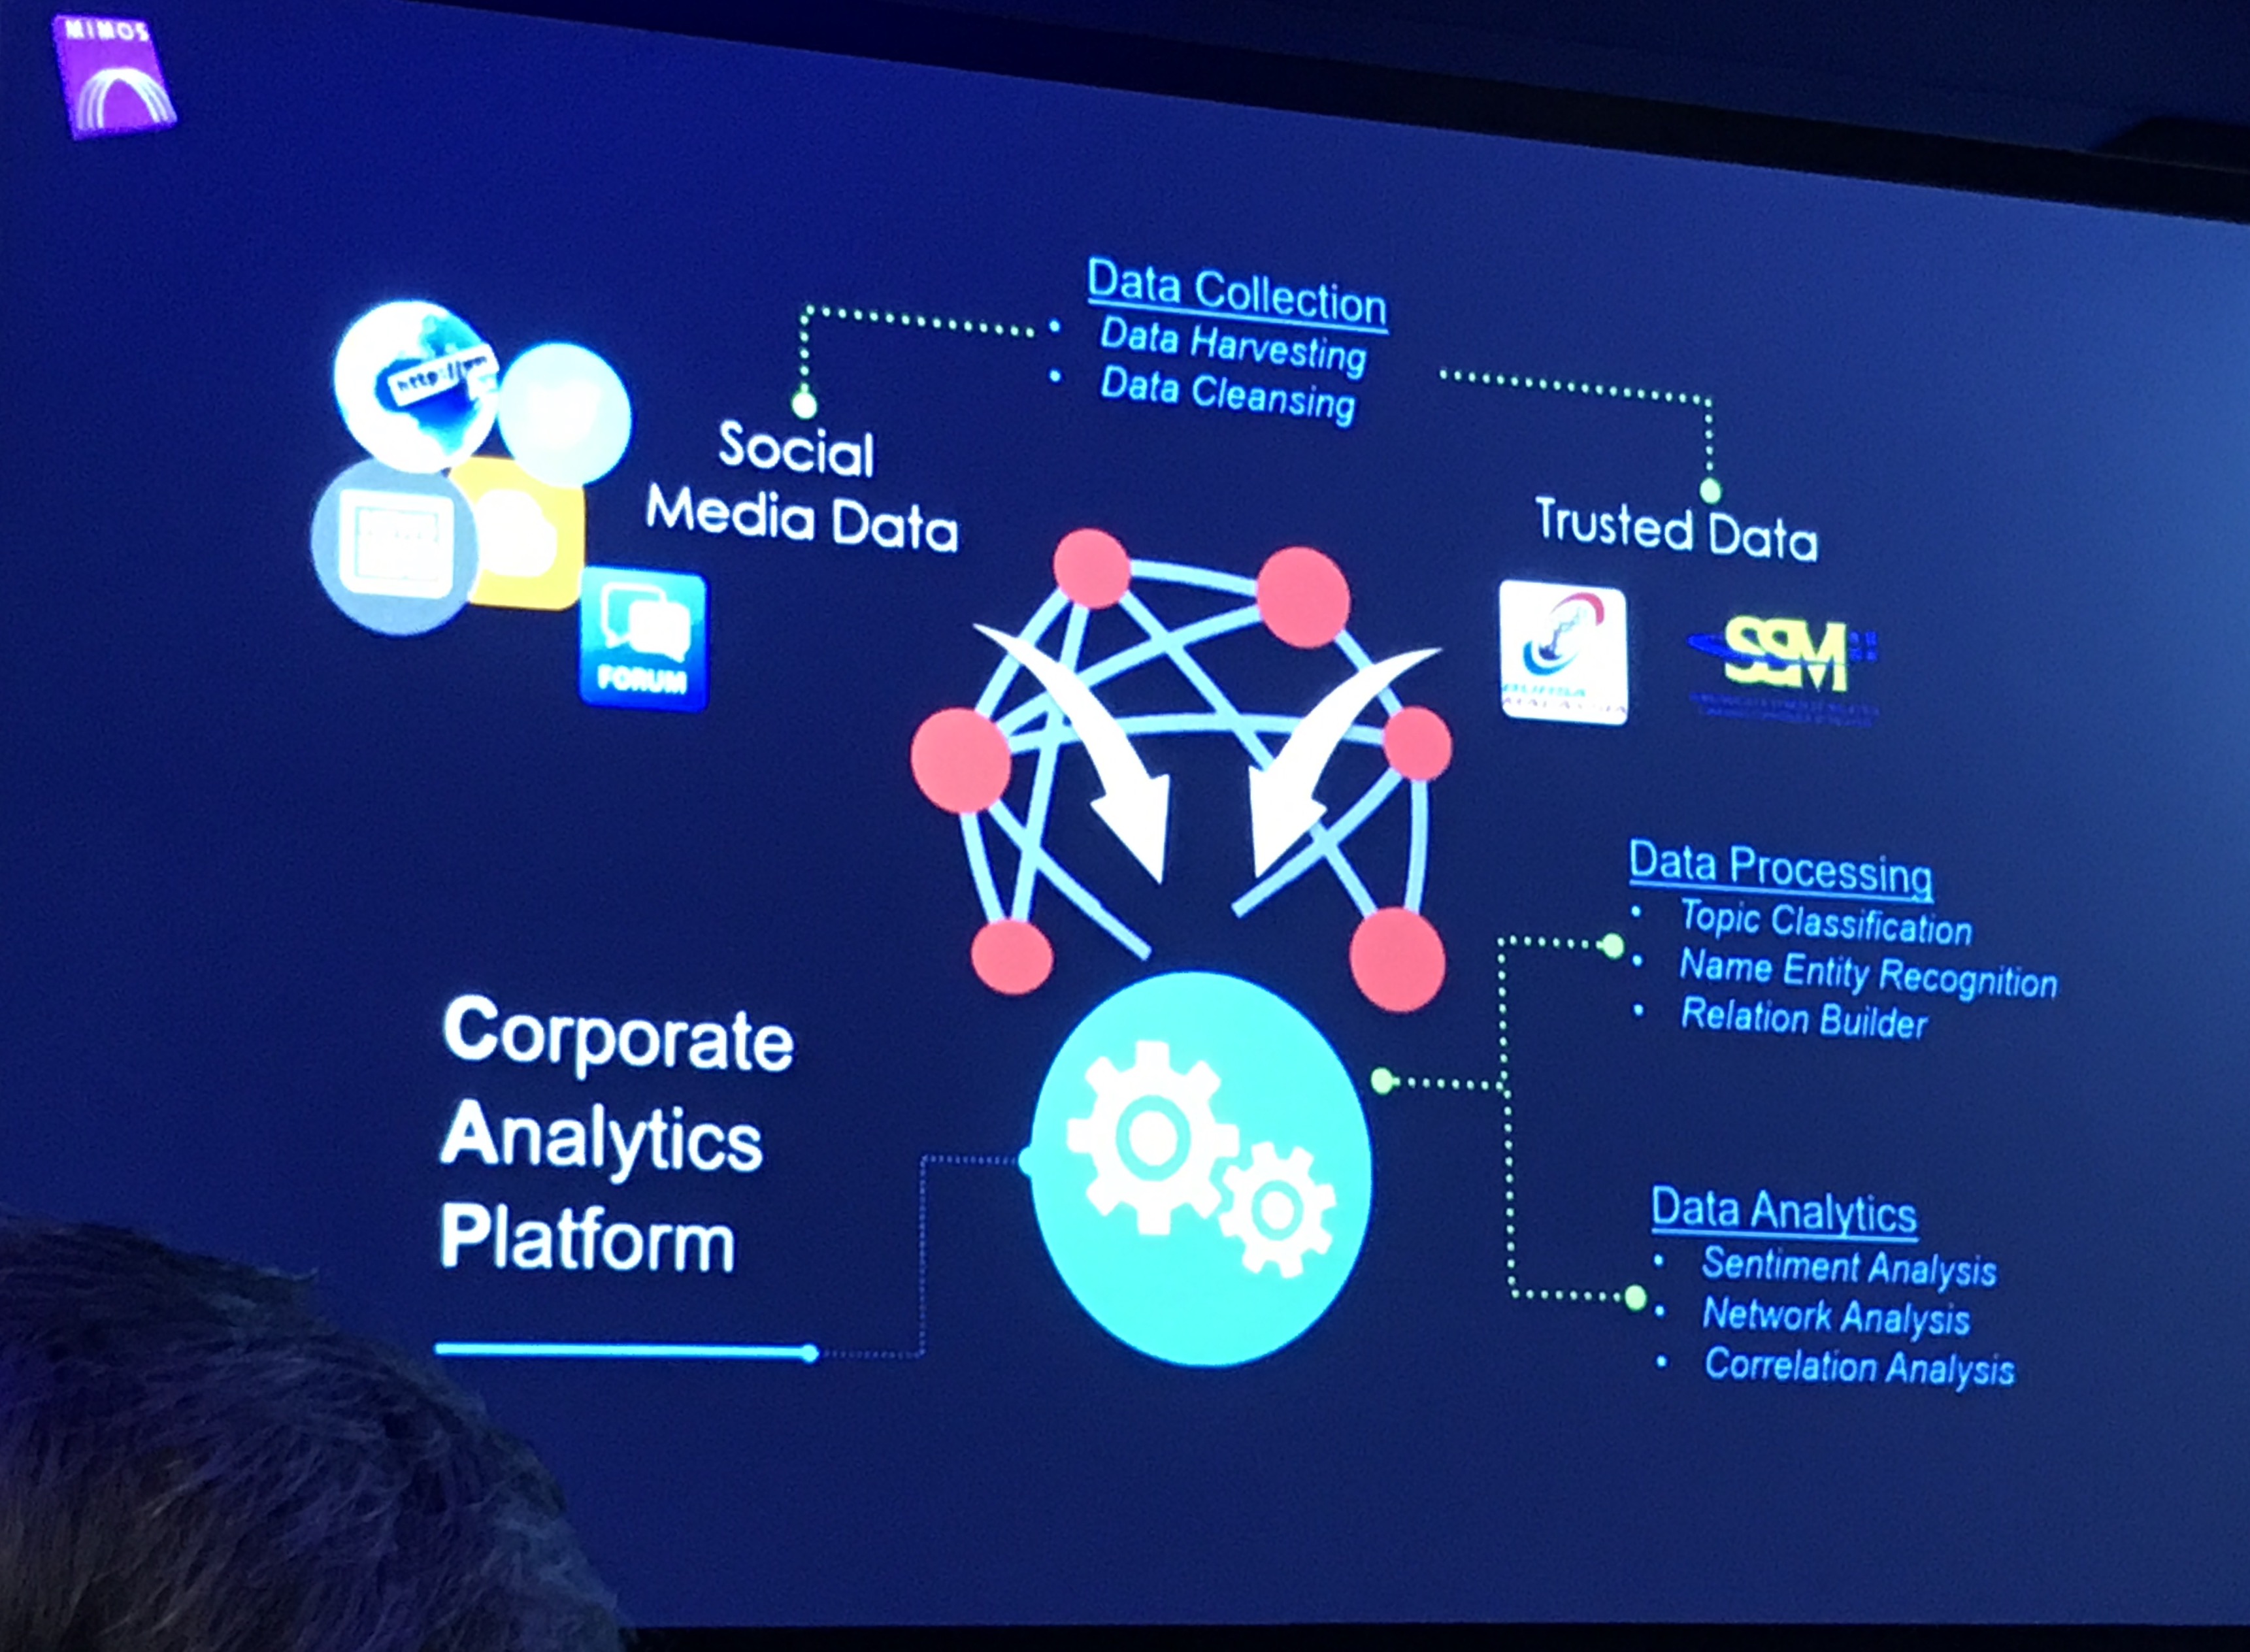 MIMOS
Data Collection
• Data Harvesting
• Data Cleansing
Social
Media Data
Trusted Data
http://
FORUM
SSM
Data Processing
• Topic Classification
• Name Entity Recognition
• Relation Builder
Corporate
Analytics
Platform
Data Analytics
• Sentiment Analysis
• Network Analysis
• Correlation Analysis